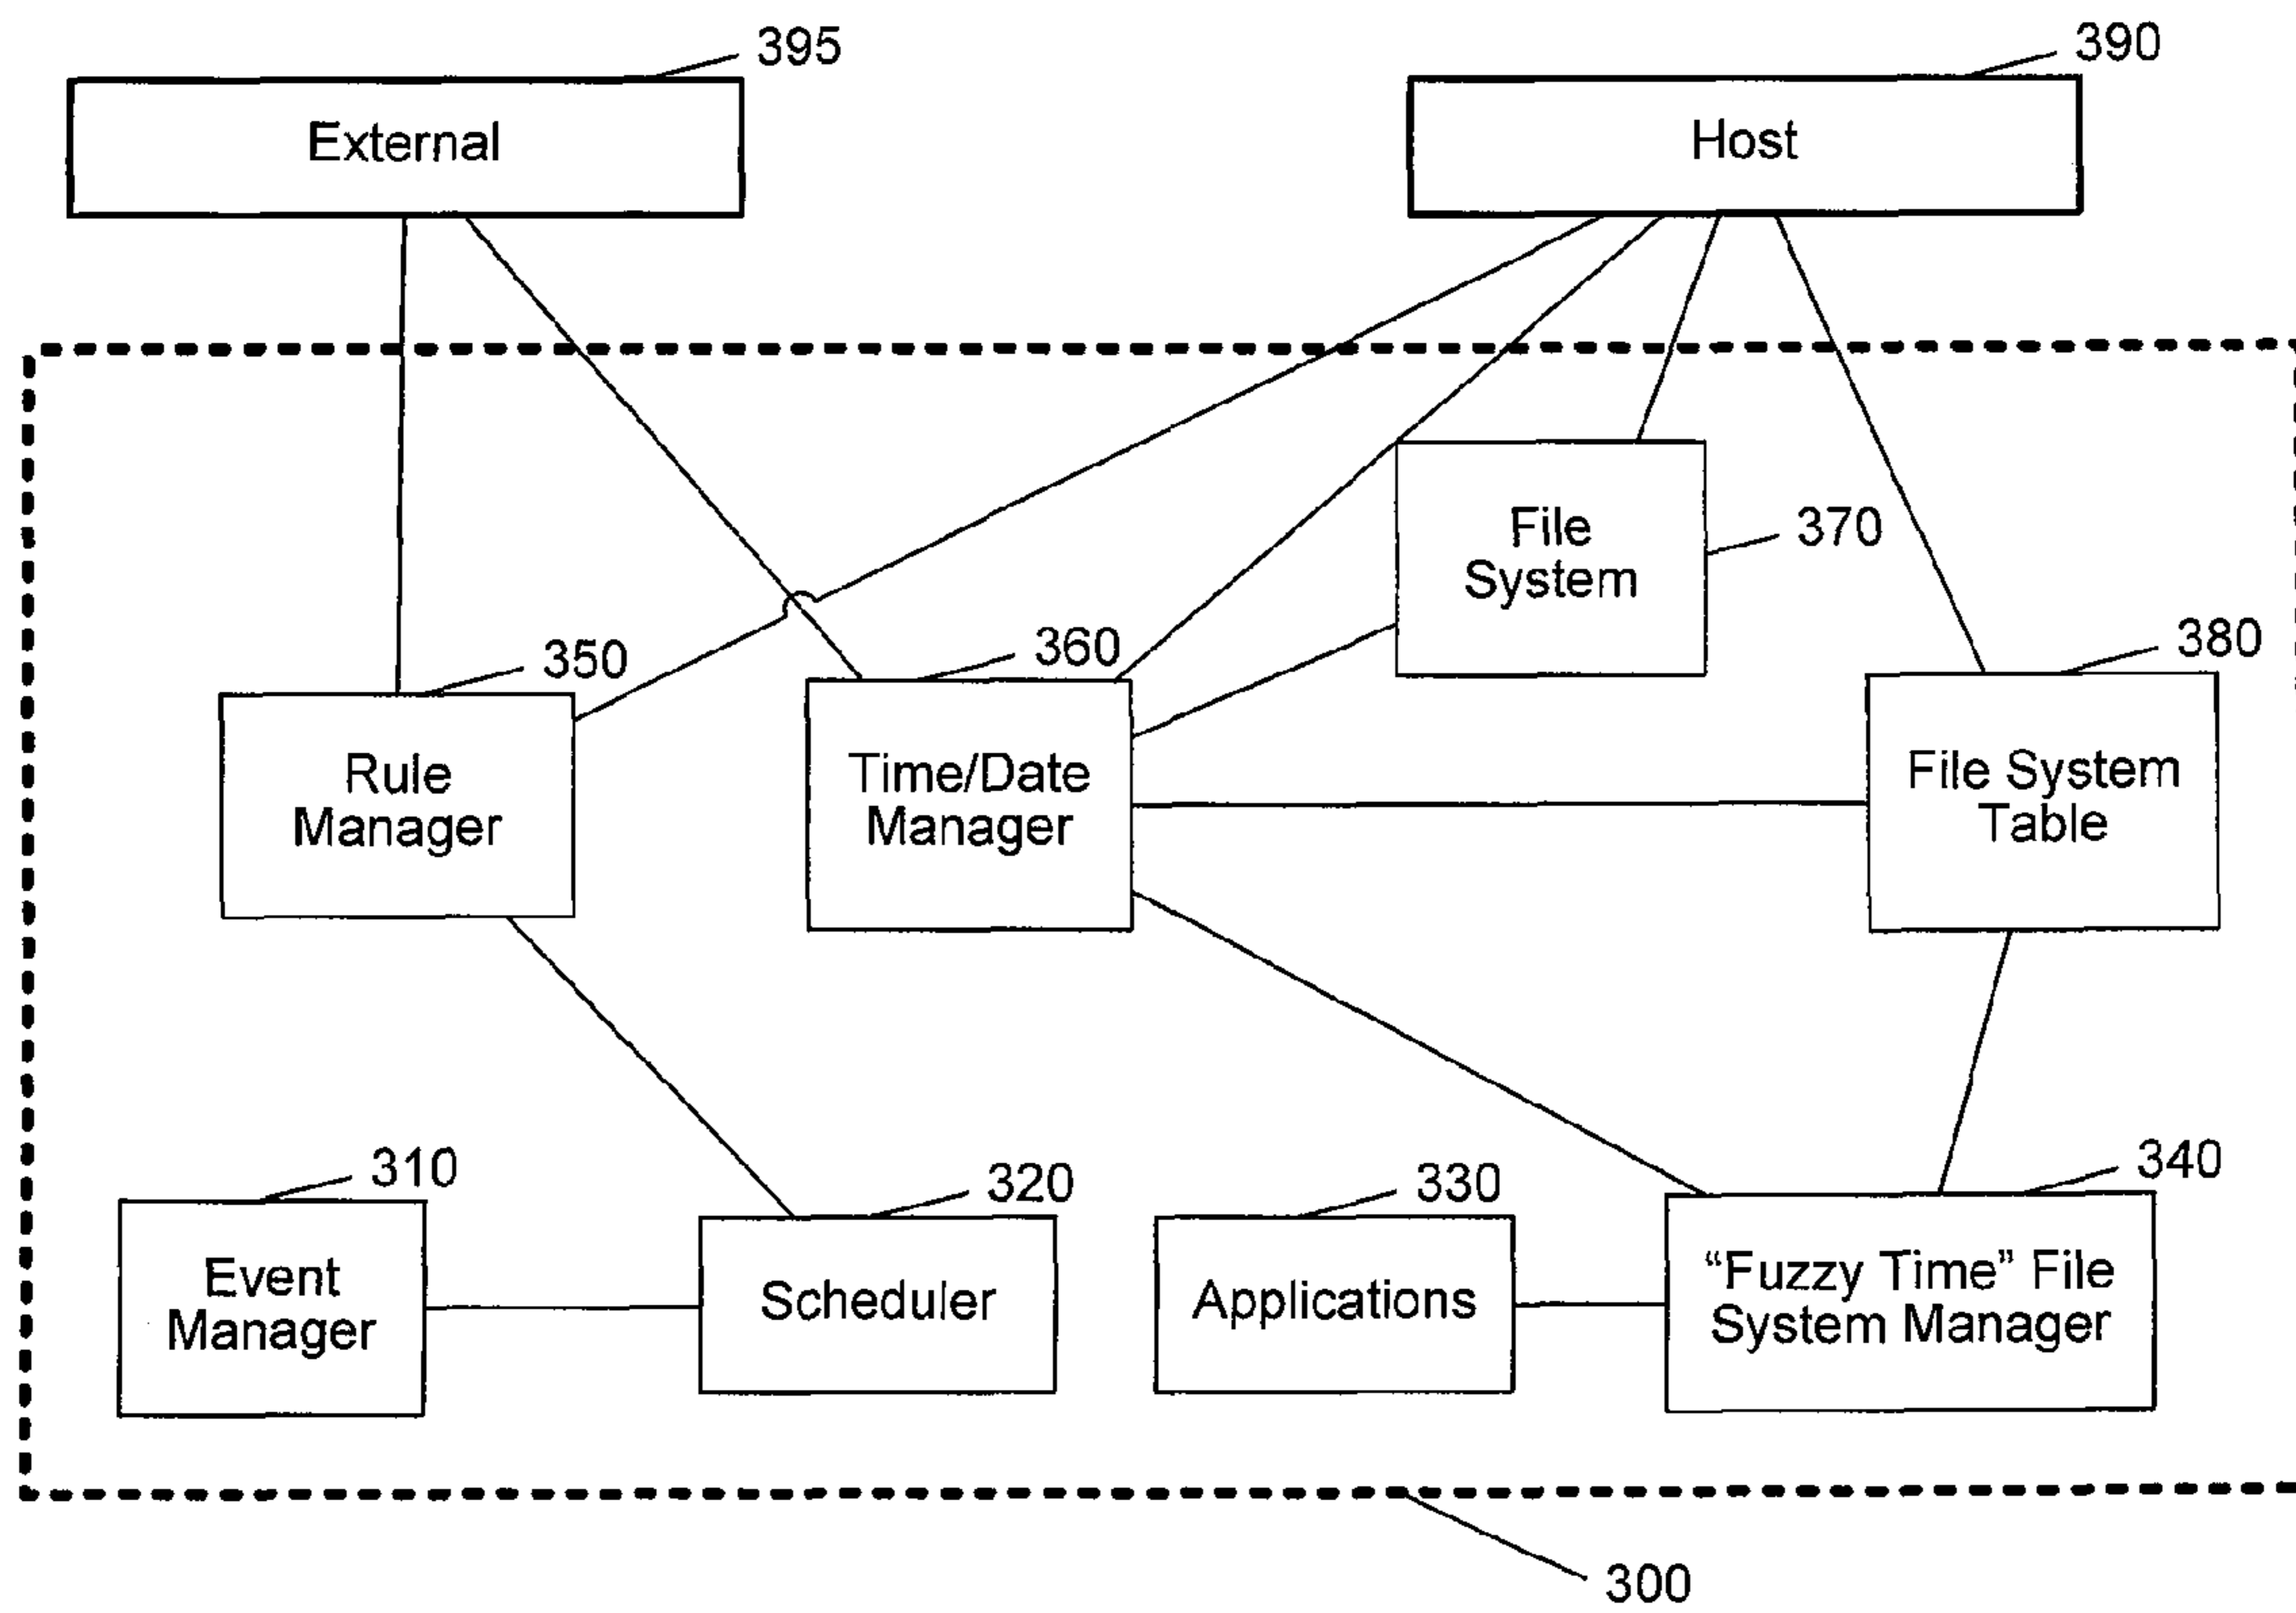 395
390
External
Host
File
System
370
350
360
380
Rule
Manager
Time/Date
Manager
File System
Table
310
320
330
340
Event
Manager
Scheduler
Applications
“Fuzzy Time” File
System Manager
300